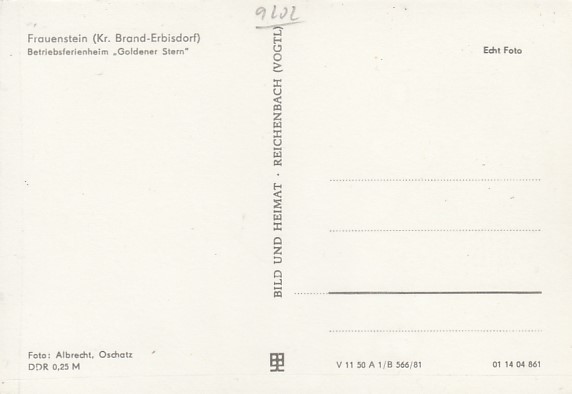 Frauenstein (Kr. Brand-Erbisdorf)
Betriebsferienheim „Goldener Stern"
Echt Foto
BILD UND HEIMAT · REICHENBACH (VOGTL)
Foto: Albrecht, Oschatz
DDR 0,25 M
V 11 50 A 1/B 566/81
01 14 04 861